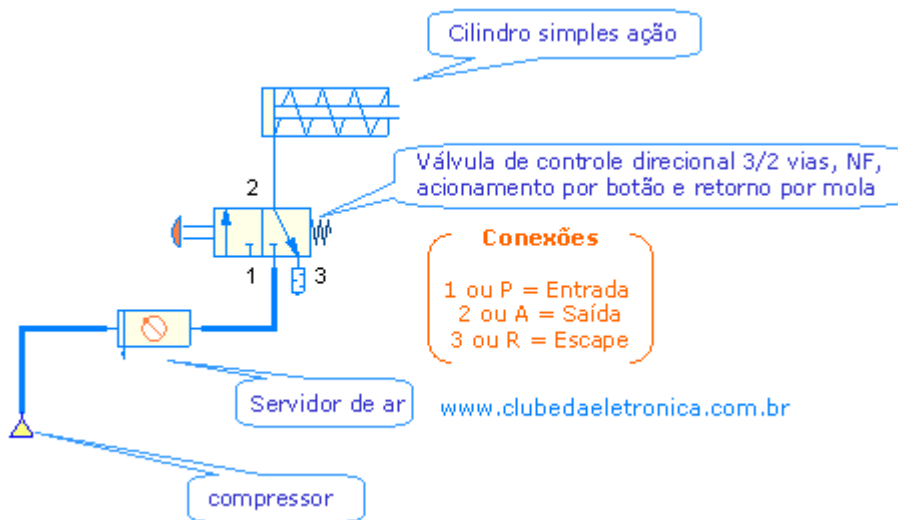 Cilindro simples ação
Válvula de controle direcional 3/2 vias, NF,
acionamento por botão e retorno por mola
2
1
3
Conexões
1 ou P = Entrada
2 ou A = Saída
3 ou R = Escape
Servidor de ar
www.clubedaeletronica.com.br
compressor